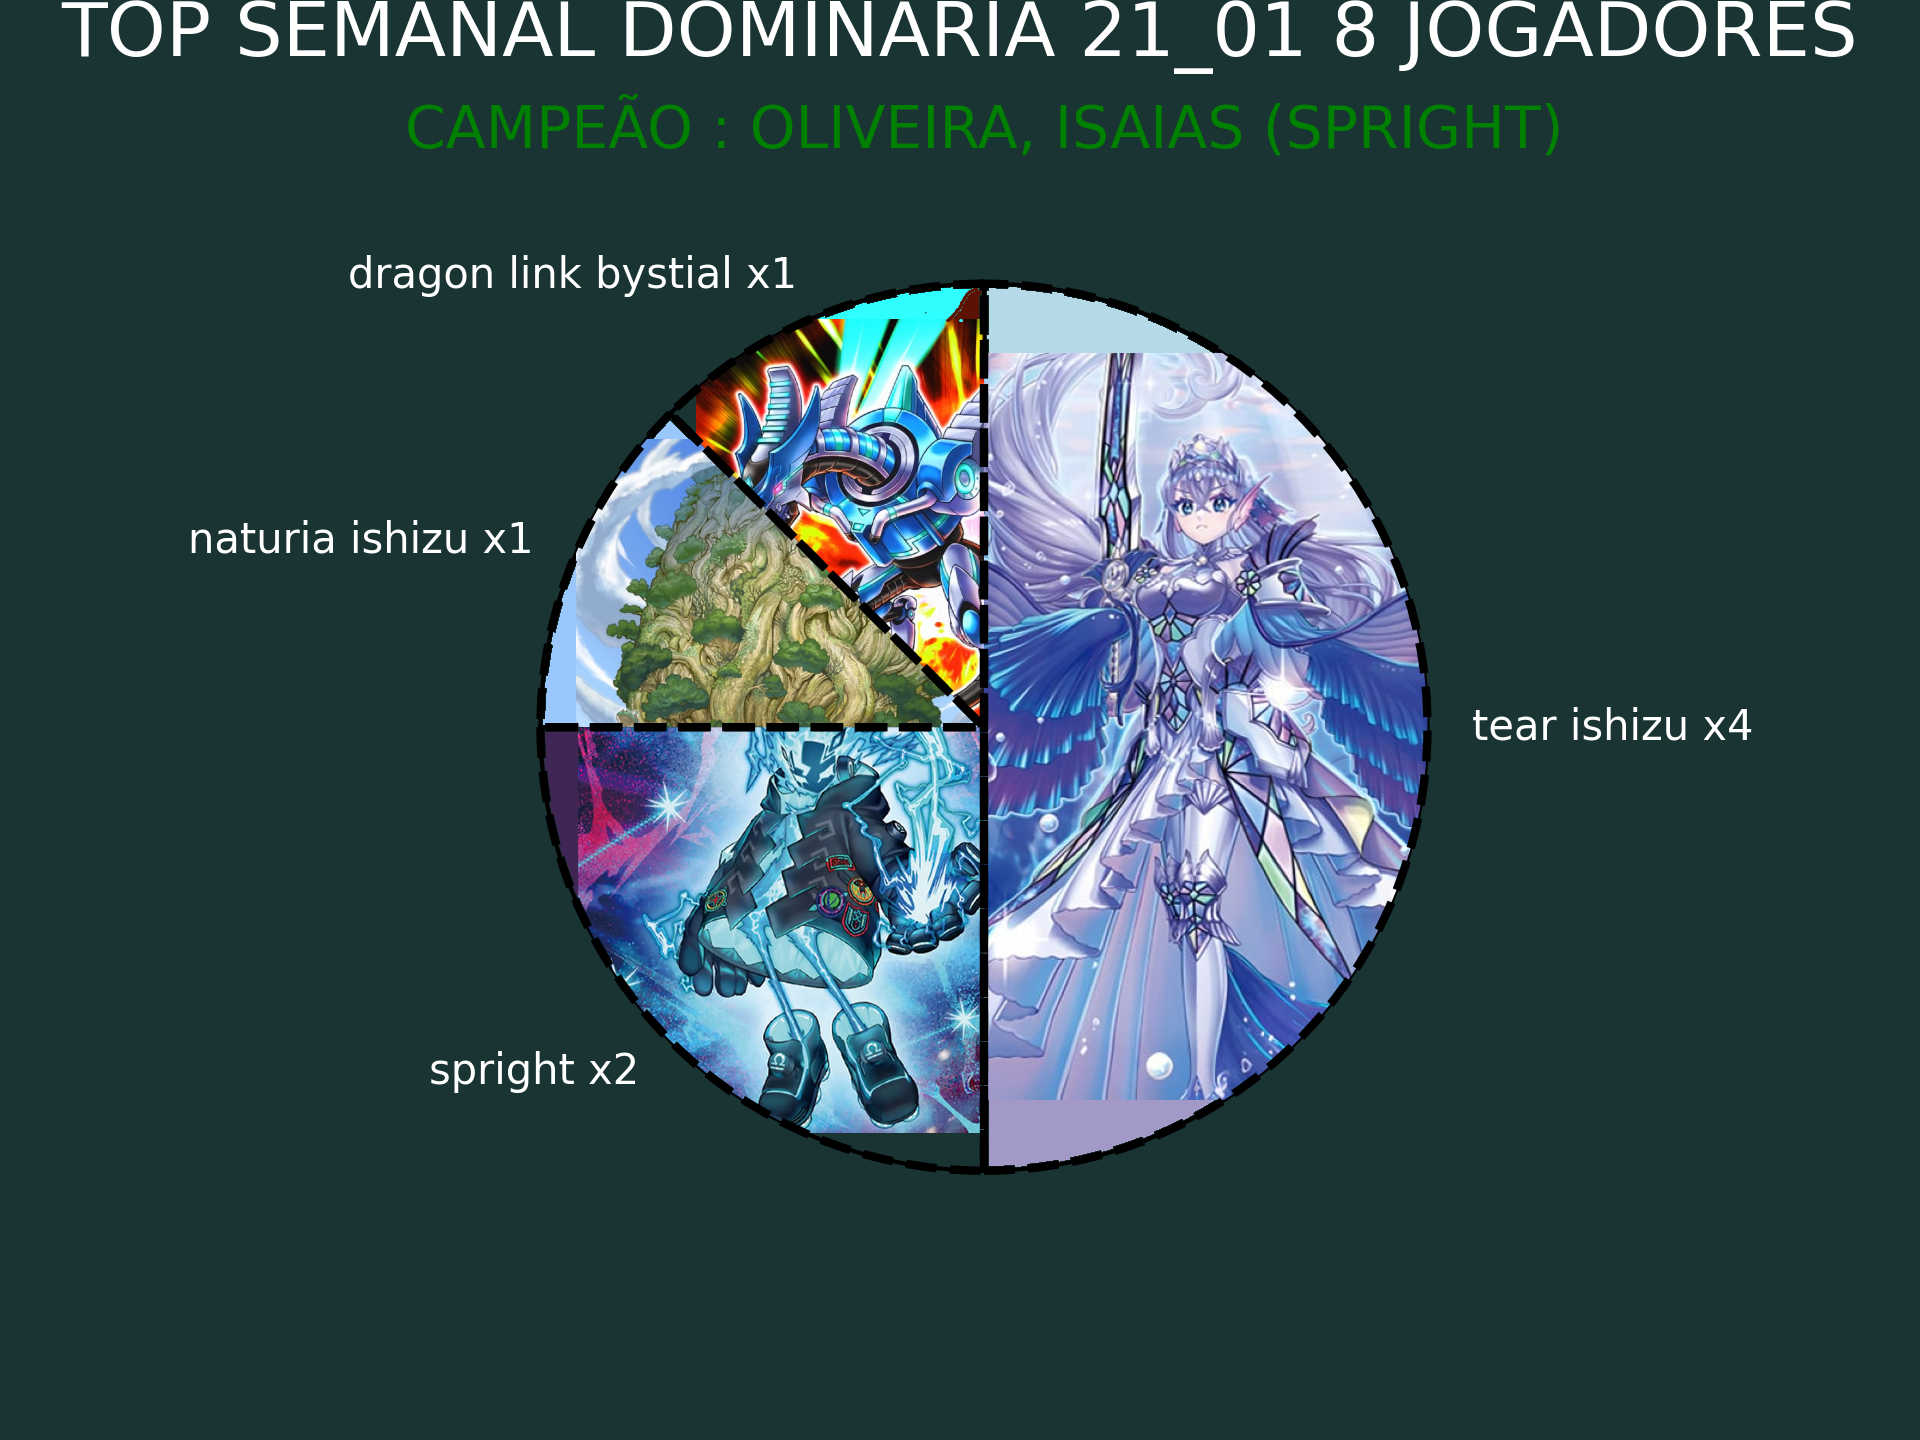 TOP SEMANAL DOMINARIA 21_01 8 JOGADORES
CAMPEÃO : OLIVEIRA, ISAIAS (SPRIGHT)
dragon link bystial x1
naturia ishizu x1
tear ishizu x4
spright x2